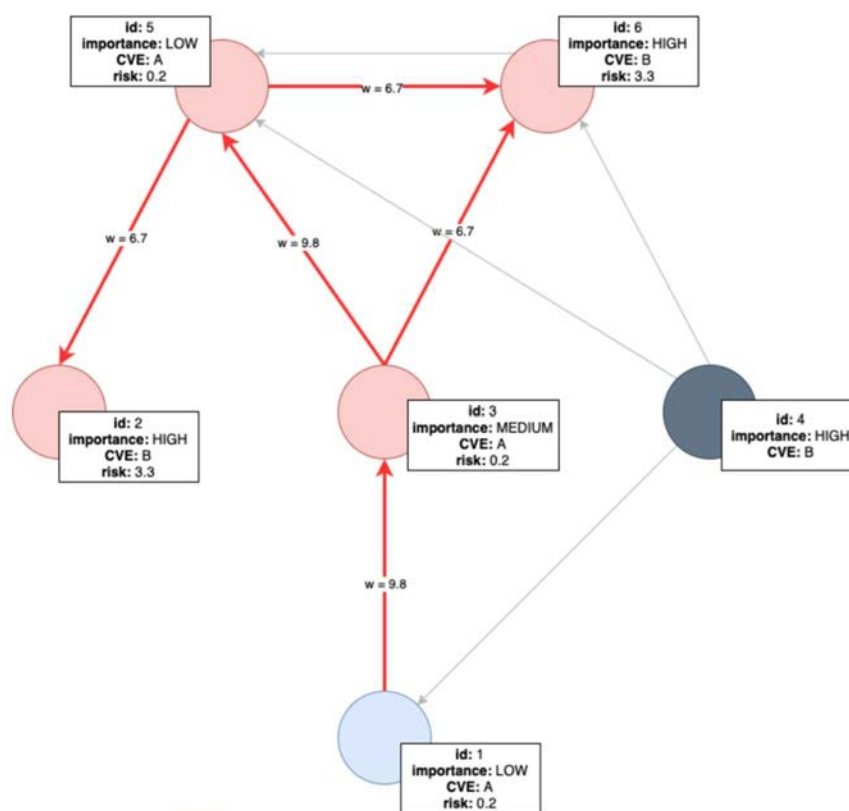 id: 5
importance: LOW
CVE: A
risk: 0.2
id: 6
importance: HIGH
CVE: B
risk: 3.3
w = 6.7
w = 6.7
w = 9.8
w = 6.7
id: 2
importance: HIGH
CVE: B
risk: 3.3
id: 3
importance: MEDIUM
CVE: A
risk: 0.2
id: 4
importance: HIGH
CVE: B
w = 9.8
id: 1
importance: LOW
CVE: A
risk: 0.2